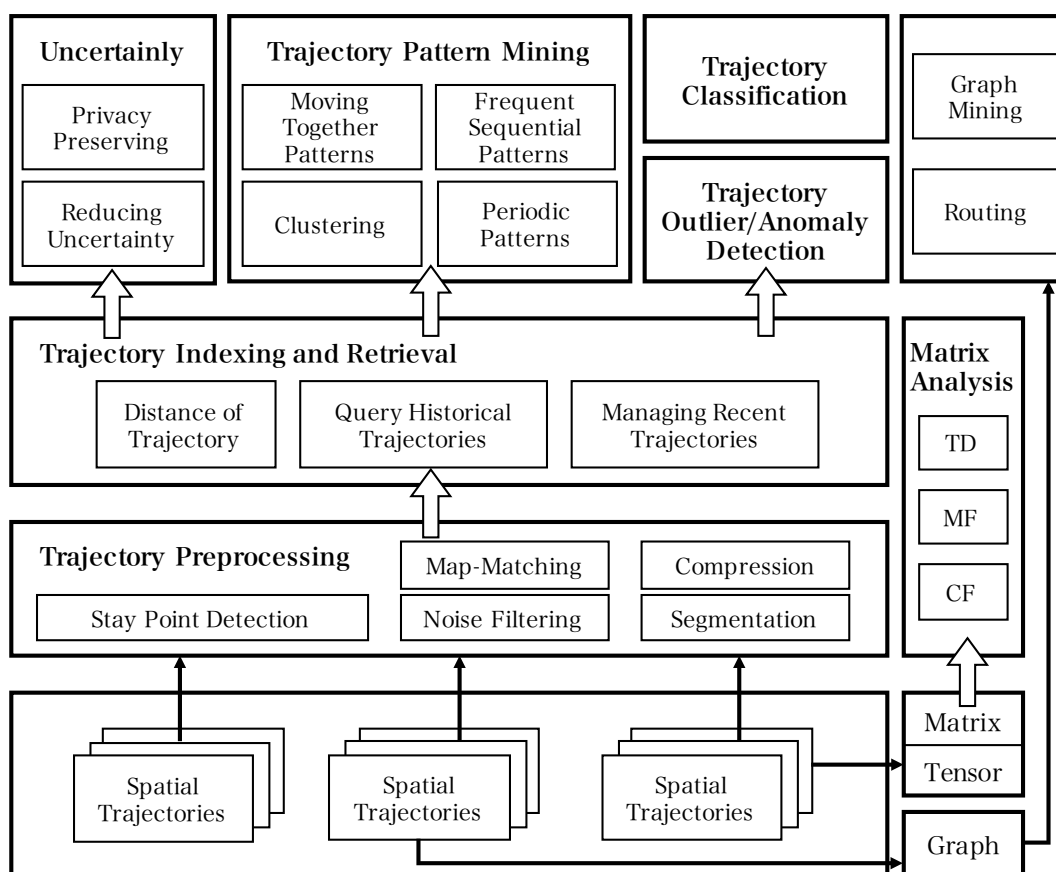 Uncertainly
Privacy
Preserving
Reducing
Uncertainty
Trajectory Pattern Mining
Moving
Together
Patterns
Frequent
Sequential
Patterns
Clustering
Periodic
Patterns
Trajectory
Classification
Trajectory
Outlier/Anomaly
Detection
Graph
Mining
Routing
Trajectory Indexing and Retrieval
Distance of
Trajectory
Query Historical
Trajectories
Managing Recent
Trajectories
Matrix
Analysis
TD
MF
CF
Trajectory Preprocessing
Map-Matching
Compression
Stay Point Detection
Noise Filtering
Segmentation
Spatial
Trajectories
Spatial
Trajectories
Spatial
Trajectories
Matrix
Tensor
Graph